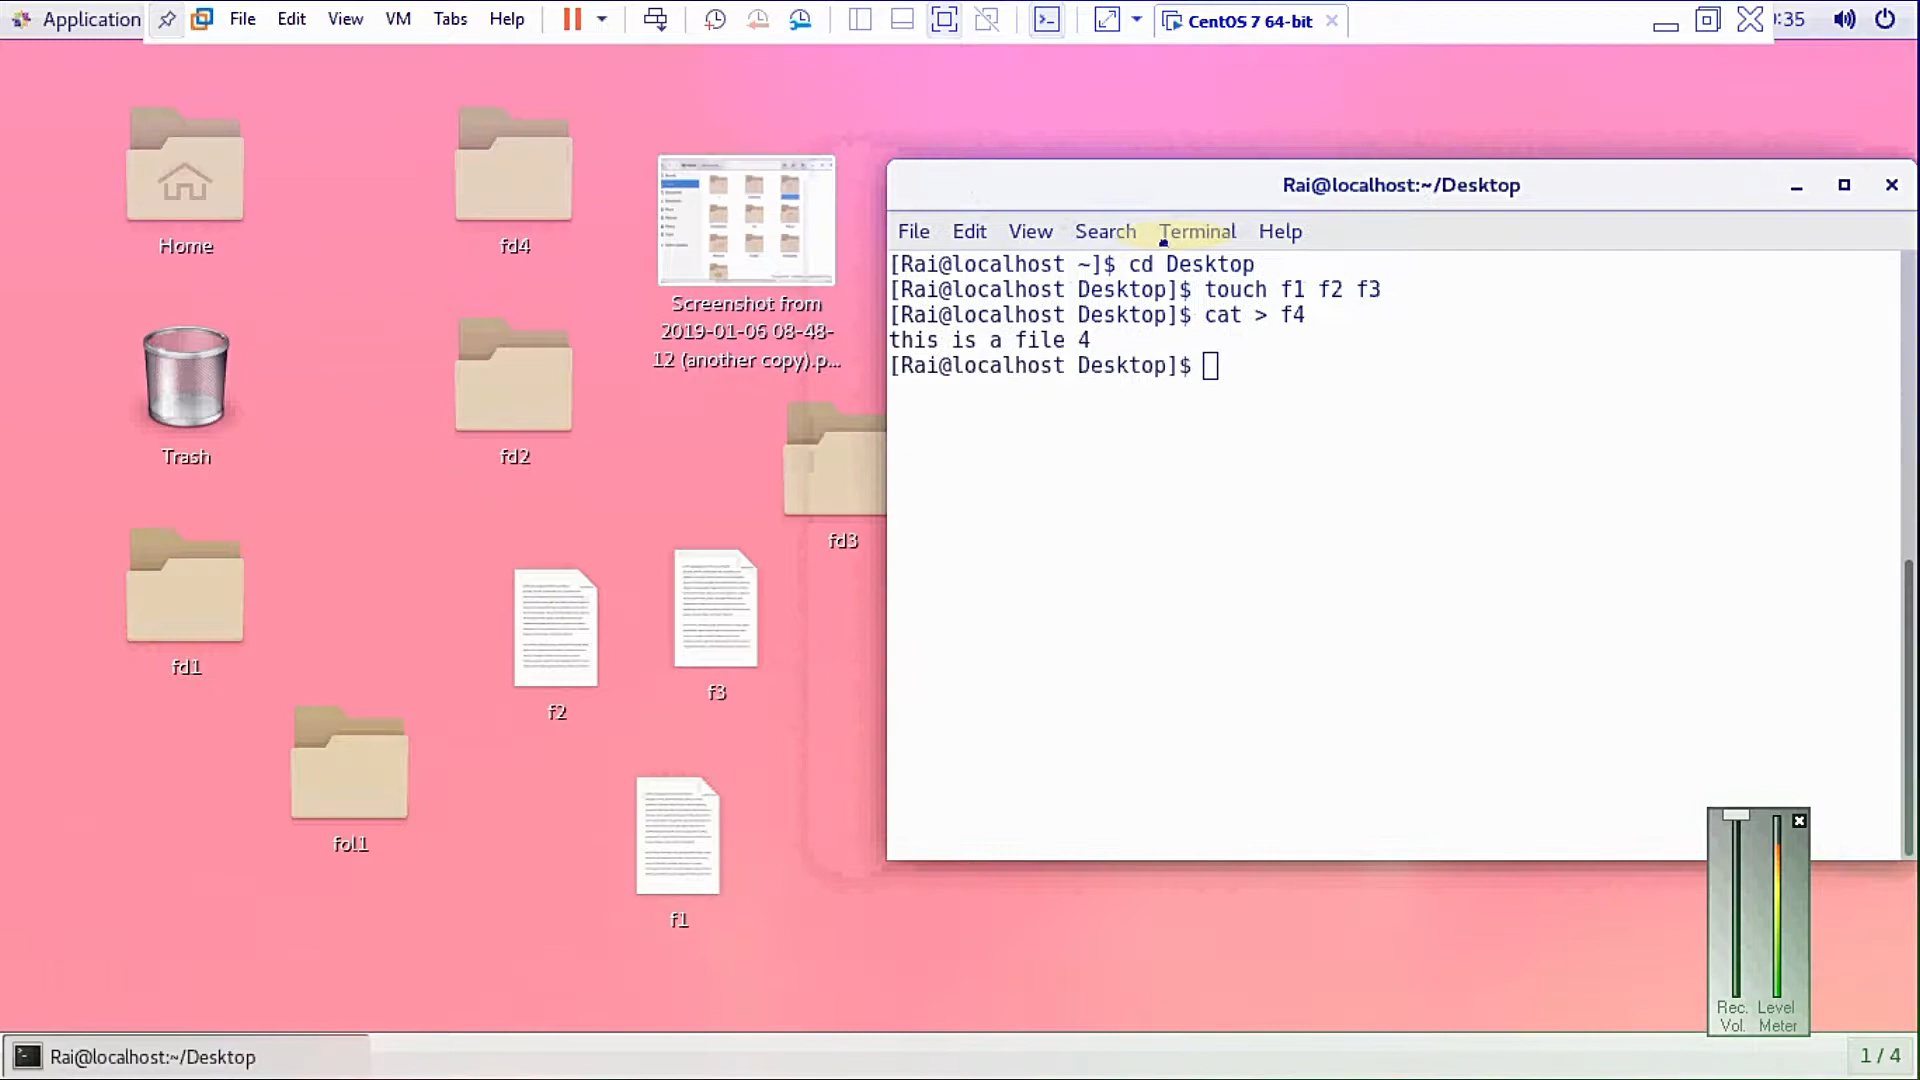 Application
File Edit View VM Tabs Help
CentOS 7 64-bit
:35
Home
fd4
Screenshot from
2019-01-06 08-48-
12 (another copy).p...
Trash
fd2
fd3
fd1
f2
f3
fol1
f1
Rai@localhost:~/Desktop
File Edit View Search Terminal Help
[Rai@localhost ~]$ cd Desktop
[Rai@localhost Desktop]$ touch f1 f2 f3
[Rai@localhost Desktop]$ cat > f4
this is a file 4
[Rai@localhost Desktop]$
Rec. Level
Vol. Meter
Rai@localhost:~/Desktop
1 / 4